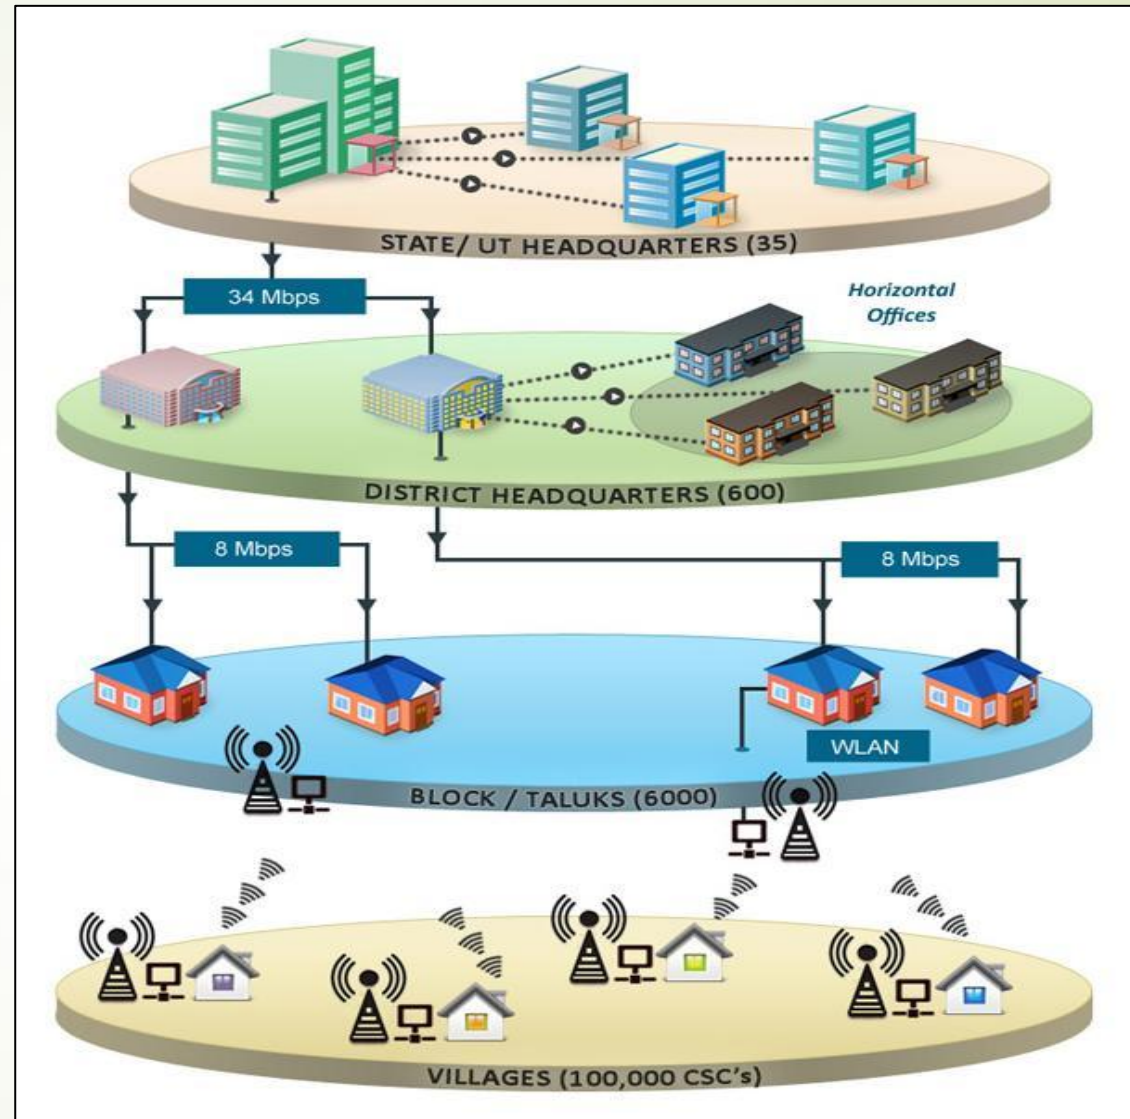 STATE/ UT HEADQUARTERS (35)
34 Mbps
Horizontal
Offices
DISTRICT HEADQUARTERS (600)
8 Mbps
8 Mbps
WLAN
BLOCK / TALUKS (6000)
VILLAGES (100,000 CSC's)